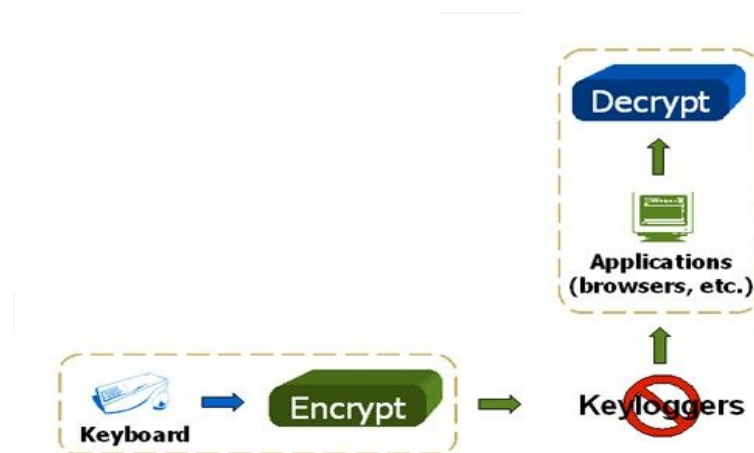 Decrypt
Applications
(browsers, etc.)
Keyboard
Encrypt
Keyloggers